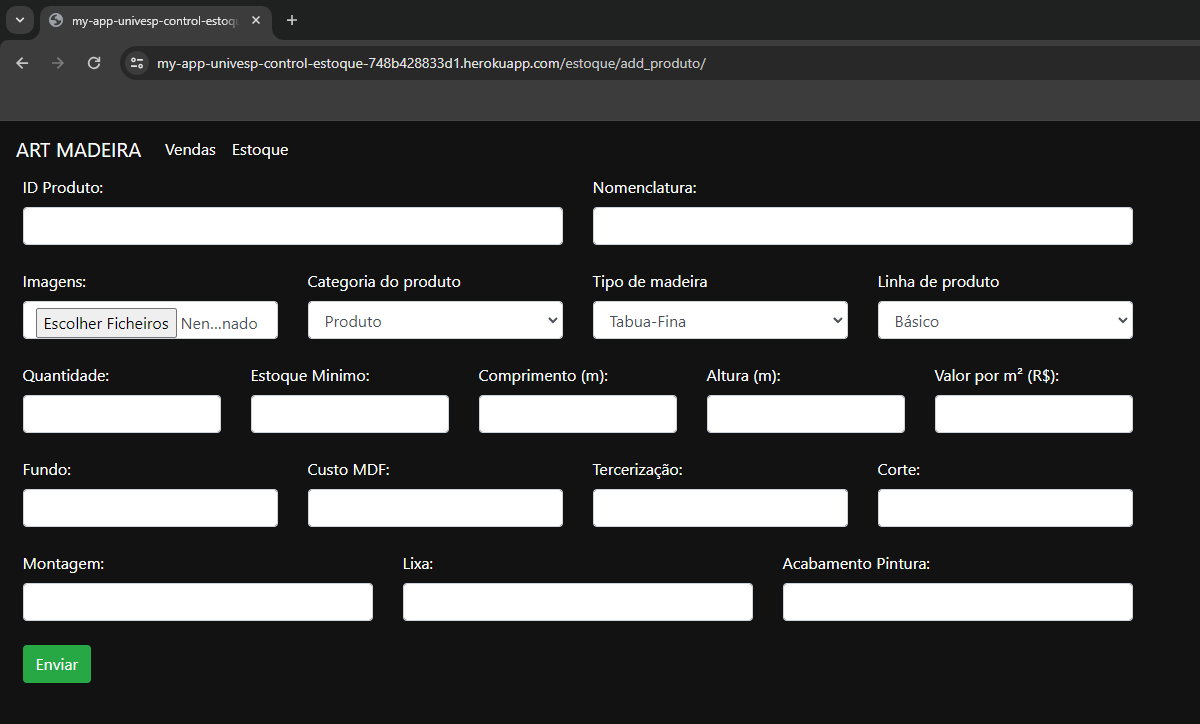 my-app-univesp-control-estoqu
my-app-univesp-control-estoque-748b428833d1.herokuapp.com/estoque/add_produto/
ART MADEIRA Vendas Estoque
ID Produto: Nomenclatura:
Imagens: Categoria do produto Tipo de madeira Linha de produto
Escolher Ficheiros Nen...nado Produto Tabua-Fina Básico
Quantidade: Estoque Minimo: Comprimento (m): Altura (m): Valor por m² (R$):
Fundo: Custo MDF: Tercerização: Corte:
Montagem: Lixa: Acabamento Pintura:
Enviar